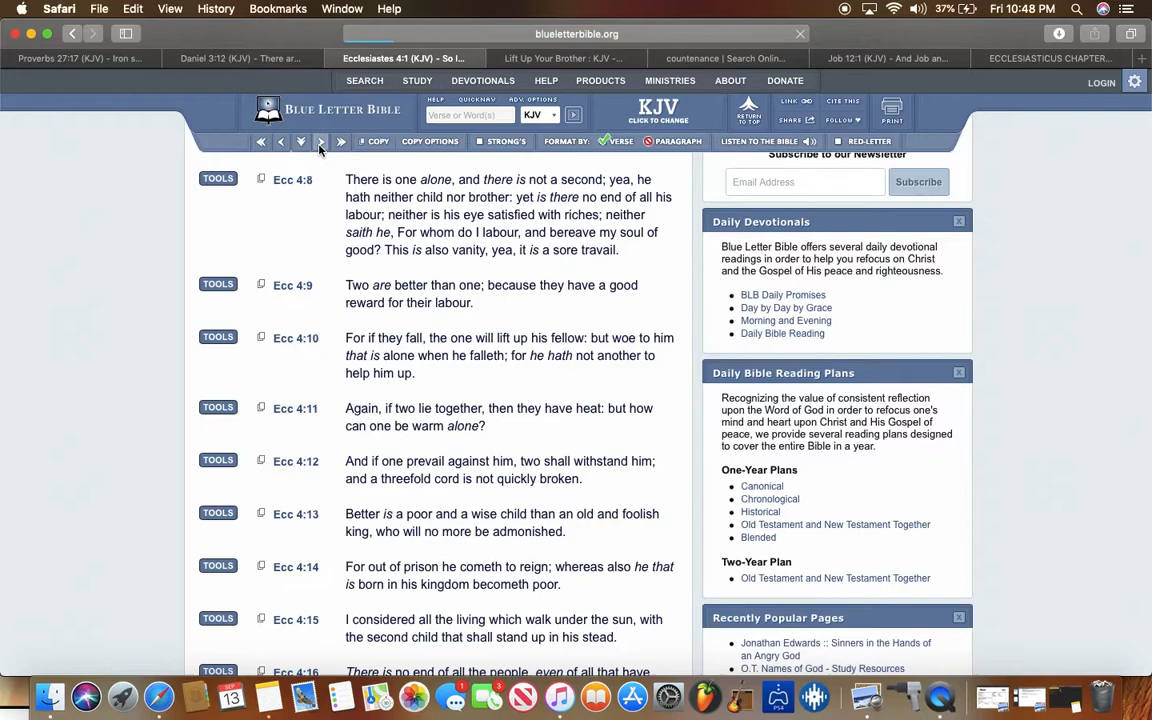 Safari File Edit View History Bookmarks Window Help 37% Fri 10:48 PM
blueletterbible.org
Proverbs 27:17 (KJV) - Iron s... Daniel 3:12 (KJV) - There ar... Ecclesiastes 4:1 (KJV) - So I... Lift Up Your Brother : KJV -... countenance | Search Onlin... Job 12:1 (KJV) - And Job an... ECCLESIASTICUS CHAPTER...
SEARCH STUDY DEVOTIONALS HELP PRODUCTS MINISTRIES ABOUT DONATE LOGIN
BLUE LETTER BIBLE
HELP QUICKNAV ADV. OPTIONS
Verse or Word(s) KJV
KJV
CLICK TO CHANGE
RETURN
TO TOP
LINK CITE THIS
SHARE FOLLOW
PRINT
COPY COPY OPTIONS STRONG'S FORMAT BY: VERSE PARAGRAPH LISTEN TO THE BIBLE RED-LETTER
TOOLS Ecc 4:8 There is one alone, and there is not a second; yea, he
hath neither child nor brother: yet is there no end of all his
labour; neither is his eye satisfied with riches; neither
saith he, For whom do I labour, and bereave my soul of
good? This is also vanity, yea, it is a sore travail.
TOOLS Ecc 4:9 Two are better than one; because they have a good
reward for their labour.
TOOLS Ecc 4:10 For if they fall, the one will lift up his fellow: but woe to him
that is alone when he falleth; for he hath not another to
help him up.
TOOLS Ecc 4:11 Again, if two lie together, then they have heat: but how
can one be warm alone?
TOOLS Ecc 4:12 And if one prevail against him, two shall withstand him;
and a threefold cord is not quickly broken.
TOOLS Ecc 4:13 Better is a poor and a wise child than an old and foolish
king, who will no more be admonished.
TOOLS Ecc 4:14 For out of prison he cometh to reign; whereas also he that
is born in his kingdom becometh poor.
TOOLS Ecc 4:15 I considered all the living which walk under the sun, with
the second child that shall stand up in his stead.
TOOLS Ecc 4:16 There is no end of all the people, even of all that have
Subscribe to our Newsletter
Email Address Subscribe
Daily Devotionals
Blue Letter Bible offers several daily devotional
readings in order to help you refocus on Christ
and the Gospel of His peace and righteousness.
BLB Daily Promises
Day by Day by Grace
Morning and Evening
Daily Bible Reading
Daily Bible Reading Plans
Recognizing the value of consistent reflection
upon the Word of God in order to refocus one's
mind and heart upon Christ and His Gospel of
peace, we provide several reading plans designed
to cover the entire Bible in a year.
One-Year Plans
Canonical
Chronological
Historical
Old Testament and New Testament Together
Blended
Two-Year Plan
Old Testament and New Testament Together
Recently Popular Pages
Jonathan Edwards :: Sinners in the Hands of
an Angry God
O.T. Names of God - Study Resources
SEP
13
1
3
PS4